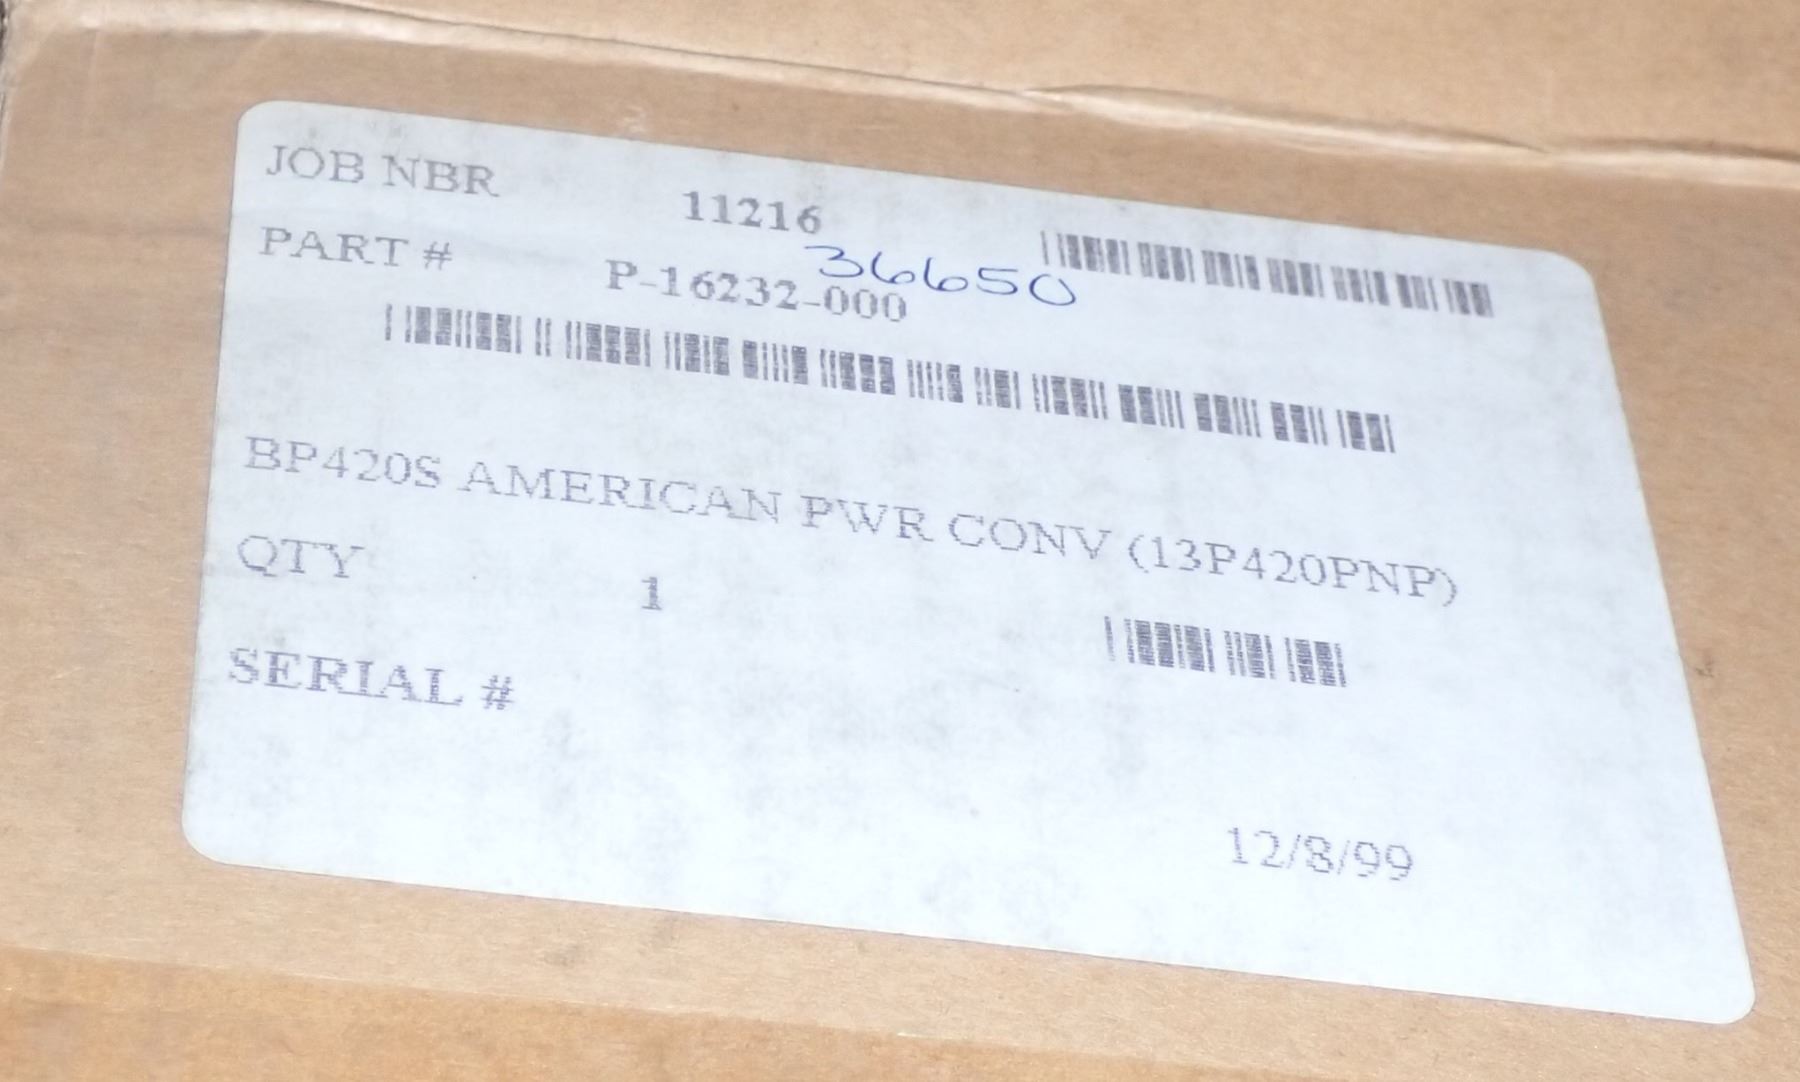 JOB NBR 11216
36650
PART # P-16232-000
BP420S AMERICAN PWR CONV (13P420PNP)
QTY 1
SERIAL #
12/8/99